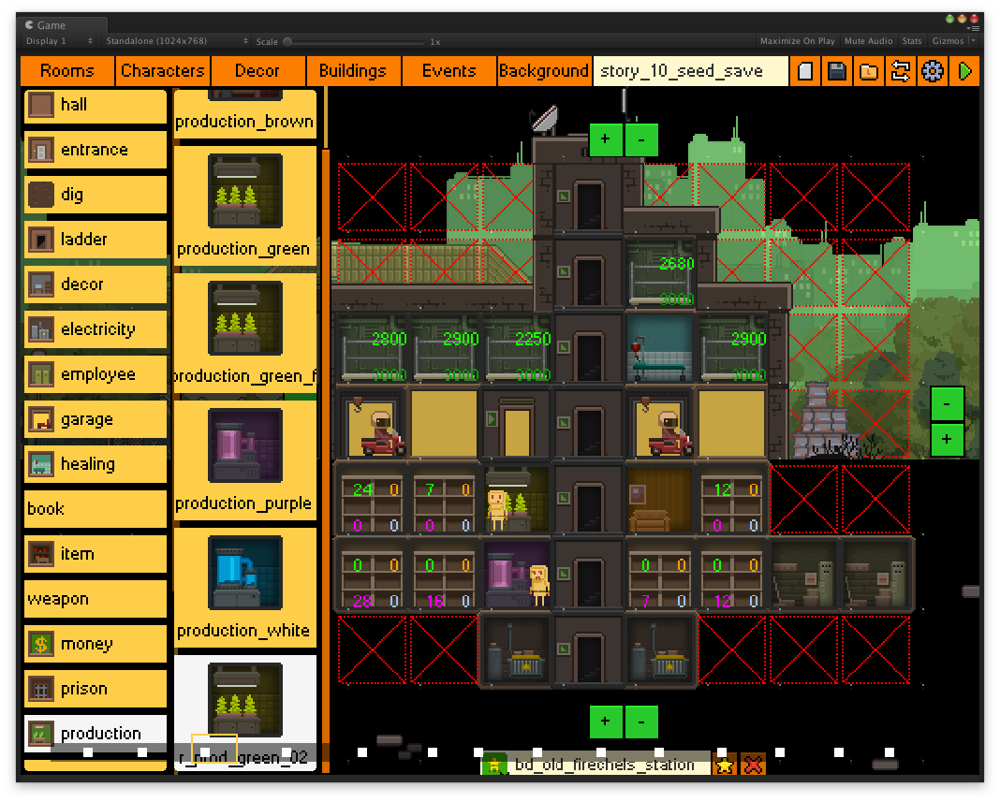 Game
Display 1
Standalone (1024x768)
Scale
1x
Maximize On Play
Mute Audio
Stats
Gizmos
Rooms
Characters
Decor
Buildings
Events
Background
story_10_seed_save
hall
entrance
dig
ladder
decor
electricity
employee
garage
healing
book
item
weapon
money
prison
production
production_brown
production_green
production_green_f
production_purple
production_white
r_prod_green_02
+ -
2680
3000
2800 2900 2250 2900
3000 3000 3000 3000
-
+
24 0 7 0 12 0
0 0 0 0 0 0
0 0 0 0 0 0 0 0
28 0 16 0 7 0 12 0
+ -
bd_old_firechels_station